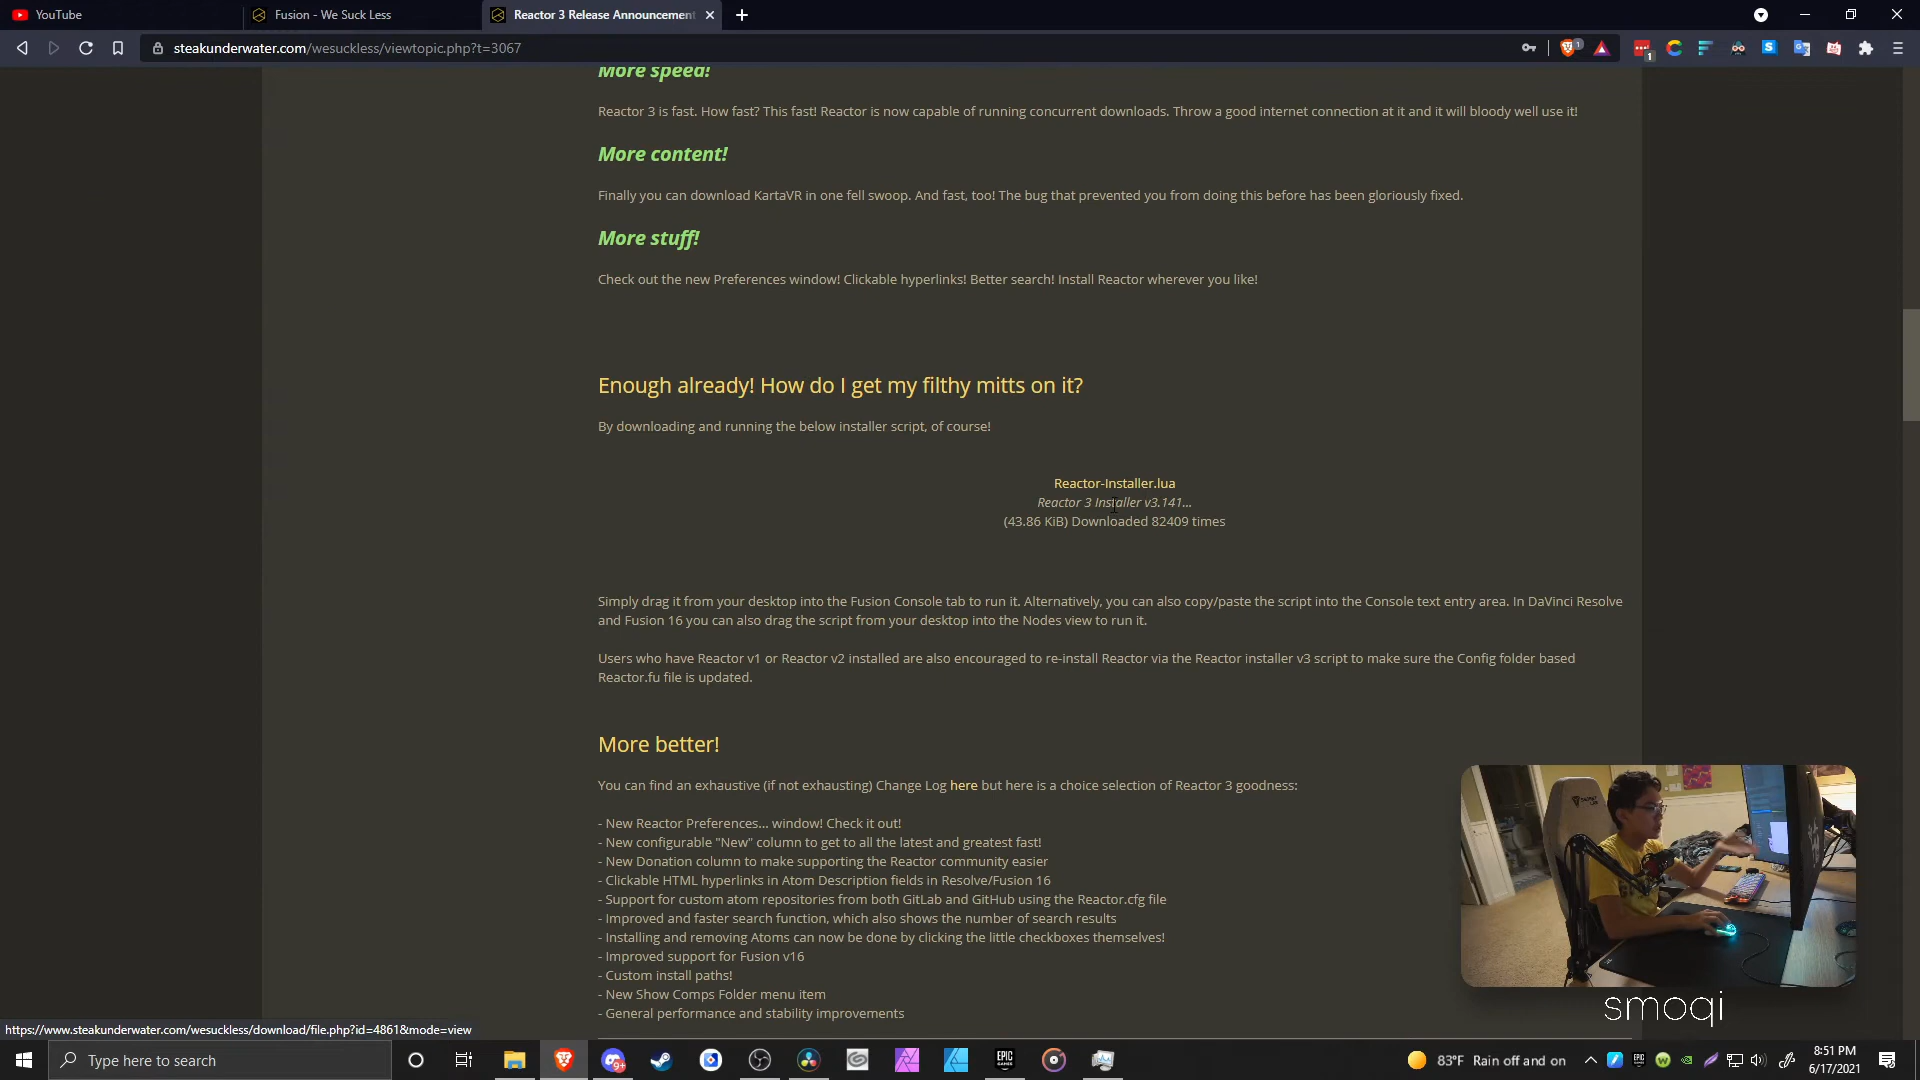 YouTube
Fusion - We Suck Less
Reactor 3 Release Announcement
steakunderwater.com/wesuckless/viewtopic.php?t=3067
More speed!
Reactor 3 is fast. How fast? This fast! Reactor is now capable of running concurrent downloads. Throw a good internet connection at it and it will bloody well use it!
More content!
Finally you can download KartaVR in one fell swoop. And fast, too! The bug that prevented you from doing this before has been gloriously fixed.
More stuff!
Check out the new Preferences window! Clickable hyperlinks! Better search! Install Reactor wherever you like!
Enough already! How do I get my filthy mitts on it?
By downloading and running the below installer script, of course!
Reactor-Installer.lua
Reactor 3 Installer v3.141...
(43.86 KiB) Downloaded 82409 times
Simply drag it from your desktop into the Fusion Console tab to run it. Alternatively, you can also copy/paste the script into the Console text entry area. In DaVinci Resolve
and Fusion 16 you can also drag the script from your desktop into the Nodes view to run it.
Users who have Reactor v1 or Reactor v2 installed are also encouraged to re-install Reactor via the Reactor installer v3 script to make sure the Config folder based
Reactor.fu file is updated.
More better!
You can find an exhaustive (if not exhausting) Change Log here but here is a choice selection of Reactor 3 goodness:
- New Reactor Preferences... window! Check it out!
- New configurable "New" column to get to all the latest and greatest fast!
- New Donation column to make supporting the Reactor community easier
- Clickable HTML hyperlinks in Atom Description fields in Resolve/Fusion 16
- Support for custom atom repositories from both GitLab and GitHub using the Reactor.cfg file
- Improved and faster search function, which also shows the number of search results
- Installing and removing Atoms can now be done by clicking the little checkboxes themselves!
- Improved support for Fusion v16
- Custom install paths!
- New Show Comps Folder menu item
- General performance and stability improvements
smoqi
https://www.steakunderwater.com/wesuckless/download/file.php?id=4861&mode=view
Type here to search
9+
EPIC GAMES
83°F Rain off and on
8:51 PM
6/17/2021